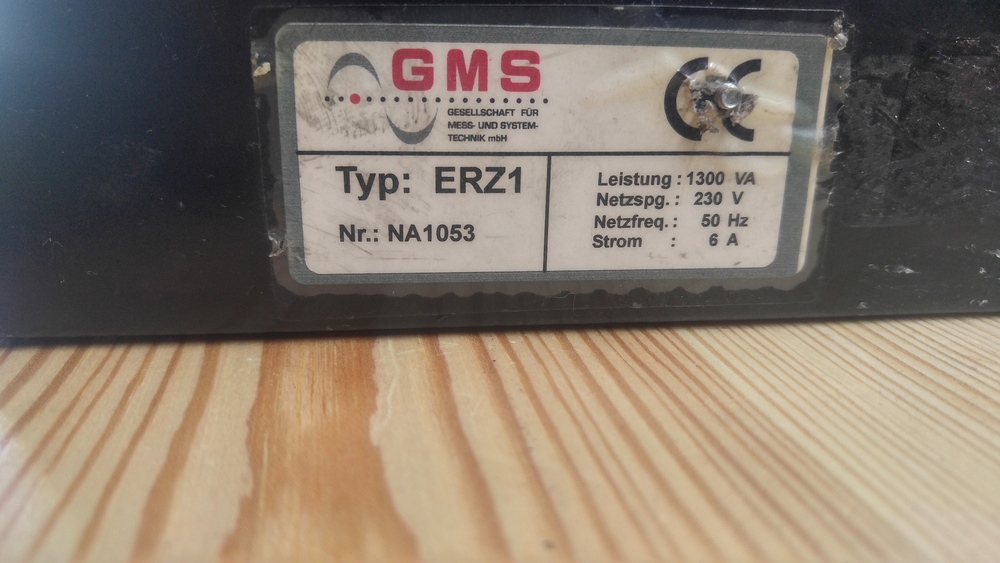 GMS
GESELLSCHAFT FÜR
MESS- UND SYSTEM-
TECHNIK mbH
CE
Typ: ERZ1
Nr.: NA1053
Leistung : 1300 VA
Netzspg. : 230 V
Netzfreq. : 50 Hz
Strom : 6 A